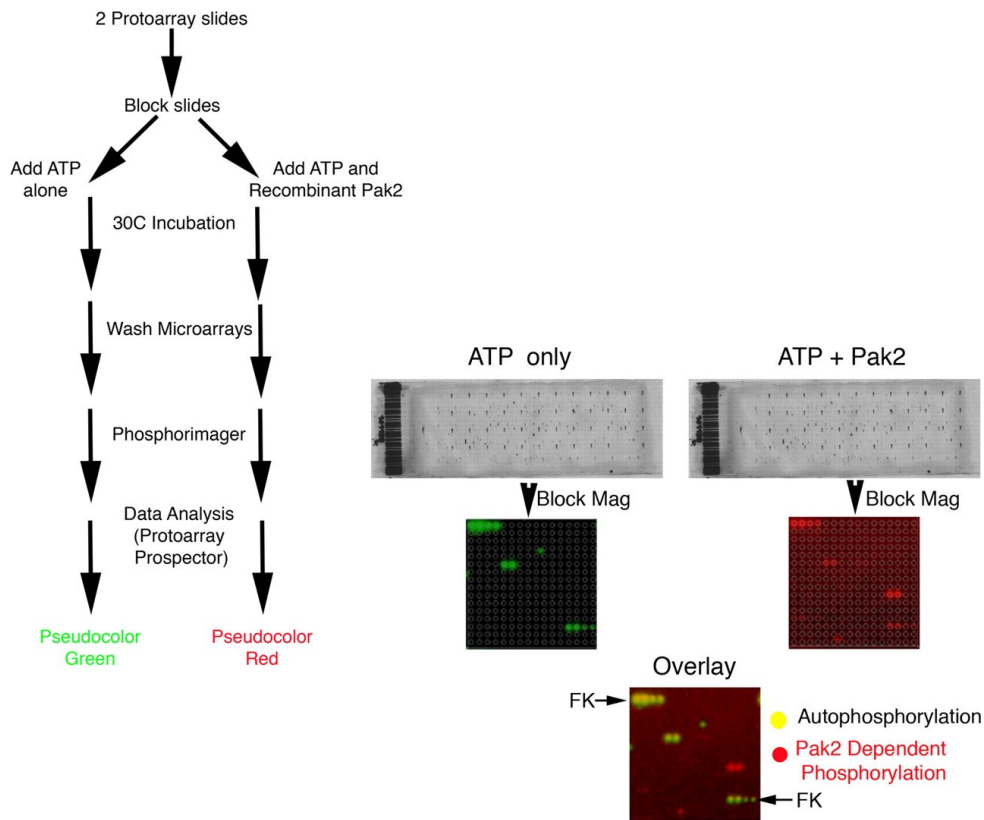 2 Protoarray slides
Block slides
Add ATP
alone
Add ATP and
Recombinant Pak2
30C Incubation
Wash Microarrays
Phosphorimager
Data Analysis
(Protoarray
Prospector)
Pseudocolor
Green
Pseudocolor
Red
ATP only
ATP + Pak2
Block Mag
Block Mag
Overlay
FK
Autophosphorylation
Pak2 Dependent
Phosphorylation
FK